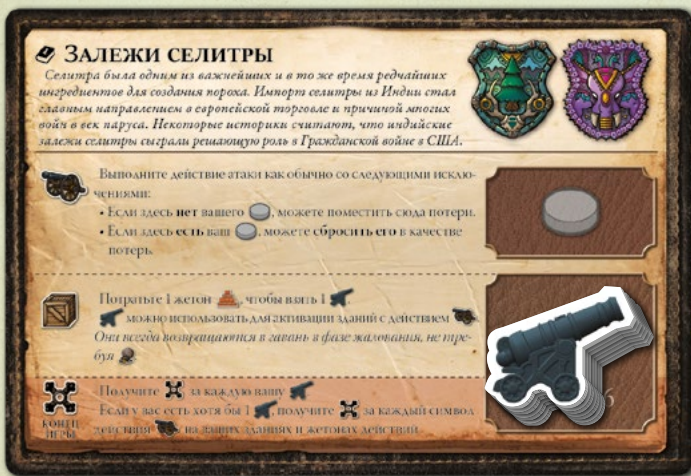 ЗАЛЕЖИ СЕЛИТРЫ
Селитра была одним из важнейших и в то же время редчайших
ингредиентов для создания пороха. Импорт селитры из Индии стал
главным направлением в европейской торговле и причиной многих
войн в век паруса. Некоторые историки считают, что индийские
залежи селитры сыграли решающую роль в Гражданской войне в США.
Выполните действие атаки как обычно со следующими исклю-
чениями:
• Если здесь нет вашего , можете поместить сюда потери.
• Если здесь есть ваш , можете сбросить его в качестве
потерь.
Потратьте 1 жетон , чтобы взять 1
можно использовать для активации зданий с действием .
Они всегда возвращаются в гавань в фазе жалования, не тре-
буя
Получите за каждую вашу
Если у вас есть хотя бы 1 , получите за каждый символ
действия на ваших зданиях и жетонах действий.
КОНЕЦ
ИГРЫ
6